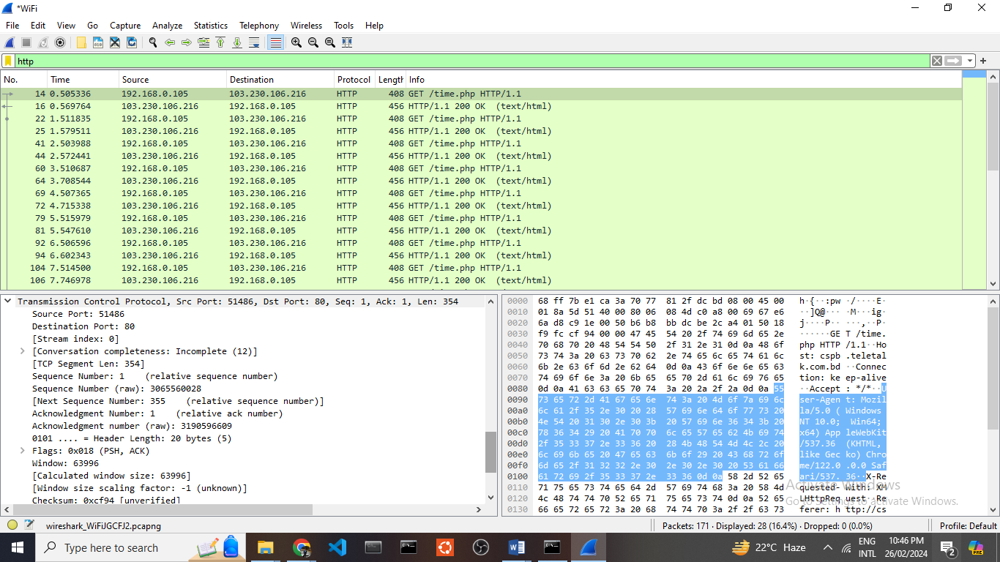 *WiFi
File Edit View Go Capture Analyze Statistics Telephony Wireless Tools Help
http
No. Time Source Destination Protocol Length Info
14 0.505336 192.168.0.105 103.230.106.216 HTTP 408 GET /time.php HTTP/1.1
16 0.569764 103.230.106.216 192.168.0.105 HTTP 456 HTTP/1.1 200 OK (text/html)
22 1.511835 192.168.0.105 103.230.106.216 HTTP 408 GET /time.php HTTP/1.1
25 1.579511 103.230.106.216 192.168.0.105 HTTP 456 HTTP/1.1 200 OK (text/html)
41 2.503988 192.168.0.105 103.230.106.216 HTTP 408 GET /time.php HTTP/1.1
44 2.572441 103.230.106.216 192.168.0.105 HTTP 456 HTTP/1.1 200 OK (text/html)
60 3.510687 192.168.0.105 103.230.106.216 HTTP 408 GET /time.php HTTP/1.1
64 3.708544 103.230.106.216 192.168.0.105 HTTP 456 HTTP/1.1 200 OK (text/html)
69 4.507365 192.168.0.105 103.230.106.216 HTTP 408 GET /time.php HTTP/1.1
72 4.715338 103.230.106.216 192.168.0.105 HTTP 456 HTTP/1.1 200 OK (text/html)
79 5.515979 192.168.0.105 103.230.106.216 HTTP 408 GET /time.php HTTP/1.1
81 5.547610 103.230.106.216 192.168.0.105 HTTP 456 HTTP/1.1 200 OK (text/html)
92 6.506596 192.168.0.105 103.230.106.216 HTTP 408 GET /time.php HTTP/1.1
94 6.602343 103.230.106.216 192.168.0.105 HTTP 456 HTTP/1.1 200 OK (text/html)
104 7.514500 192.168.0.105 103.230.106.216 HTTP 408 GET /time.php HTTP/1.1
106 7.746978 103.230.106.216 192.168.0.105 HTTP 456 HTTP/1.1 200 OK (text/html)
Transmission Control Protocol, Src Port: 51486, Dst Port: 80, Seq: 1, Ack: 1, Len: 354
Source Port: 51486
Destination Port: 80
[Stream index: 0]
[Conversation completeness: Incomplete (12)]
[TCP Segment Len: 354]
Sequence Number: 1 (relative sequence number)
Sequence Number (raw): 3065560028
[Next Sequence Number: 355 (relative sequence number)]
Acknowledgment Number: 1 (relative ack number)
Acknowledgment number (raw): 3190596609
0101 .... = Header Length: 20 bytes (5)
Flags: 0x018 (PSH, ACK)
Window: 63996
[Calculated window size: 63996]
[Window size scaling factor: -1 (unknown)]
Checksum: 0xcf94 [unverified]
0000 68 ff 7b e1 ca 3a 70 77 81 2f dc bd 08 00 45 00 h·{··:pw ·/····E·
0010 01 8a 5d 51 40 00 80 06 08 4d c0 a8 00 69 67 e6 ··]Q@··· ·M···ig·
0020 6a d8 c9 1e 00 50 b6 b8 bb dc be 2c a4 01 50 18 j····P·· ···,··P·
0030 f9 fc cf 94 00 00 47 45 54 20 2f 74 69 6d 65 2e ······GE T /time.
0040 70 68 70 20 48 54 54 50 2f 31 2e 31 0d 0a 48 6f php HTTP /1.1··Ho
0050 73 74 3a 20 63 73 70 62 2e 74 65 6c 65 74 61 6c st: cspb .teletal
0060 6b 2e 63 6f 6d 2e 62 64 0d 0a 43 6f 6e 6e 65 63 k.com.bd ··Connec
0070 74 69 6f 6e 3a 20 6b 65 65 70 2d 61 6c 69 76 65 tion: ke ep-alive
0080 0d 0a 41 63 63 65 70 74 3a 20 2a 2f 2a 0d 0a 55 ··Accept : */*··U
0090 73 65 72 2d 41 67 65 6e 74 3a 20 4d 6f 7a 69 6c ser-Agen t: Mozil
00a0 6c 61 2f 35 2e 30 20 28 57 69 6e 64 6f 77 73 20 la/5.0 ( Windows
00b0 4e 54 20 31 30 2e 30 3b 20 57 69 6e 36 34 3b 20 NT 10.0; Win64;
00c0 78 36 34 29 20 41 70 70 6c 65 57 65 62 4b 69 74 x64) App leWebKit
00d0 2f 35 33 37 2e 33 36 20 28 4b 48 54 4d 4c 2c 20 /537.36 (KHTML,
00e0 6c 69 6b 65 20 47 65 63 6b 6f 29 20 43 68 72 6f like Gec ko) Chro
00f0 6d 65 2f 31 32 32 2e 30 2e 30 2e 30 20 53 61 66 me/122.0 .0.0 Saf
0100 61 72 69 2f 35 33 37 2e 33 36 0d 0a 58 2d 52 65 ari/537. 36··X-Re
0110 71 75 65 73 74 65 64 2d 57 69 74 68 3a 20 58 4d quested- With: XM
0120 4c 48 74 74 70 52 65 71 75 65 73 74 0d 0a 52 65 LHttpReq uest··Re
0130 66 65 72 65 72 3a 20 68 74 74 70 3a 2f 2f 63 73 ferer: h ttp://cs
Activate Windows
Go to Settings to activate Windows.
wireshark_WiFiJGCFJ2.pcapng
Packets: 171 · Displayed: 28 (16.4%) · Dropped: 0 (0.0%)
Profile: Default
Type here to search
22°C Haze
ENG
INTL
10:46 PM
26/02/2024
2
PRE